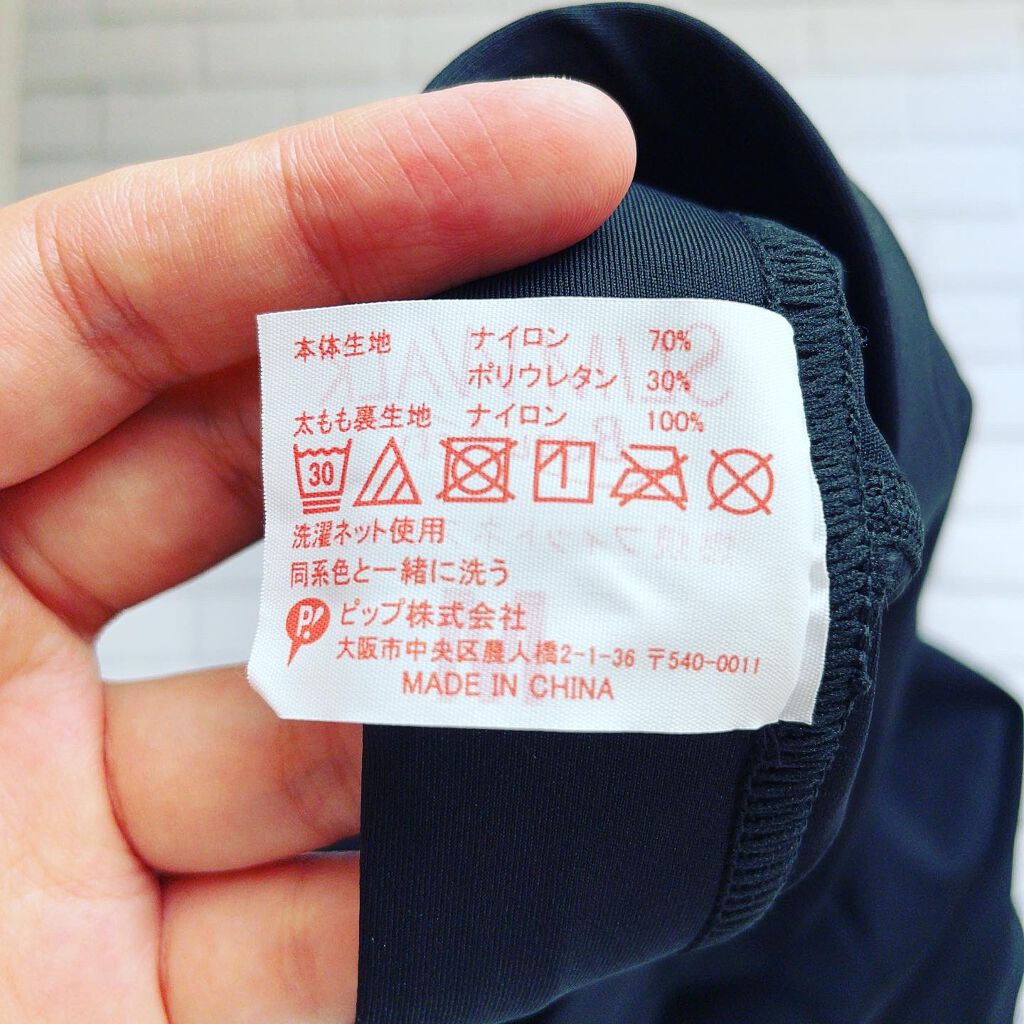 本体生地 ナイロン 70%
ポリウレタン 30%
太もも裏生地 ナイロン 100%
30
洗濯ネット使用
同系色と一緒に洗う
P! ピップ株式会社
大阪市中央区農人橋2-1-36 〒540-0011
MADE IN CHINA